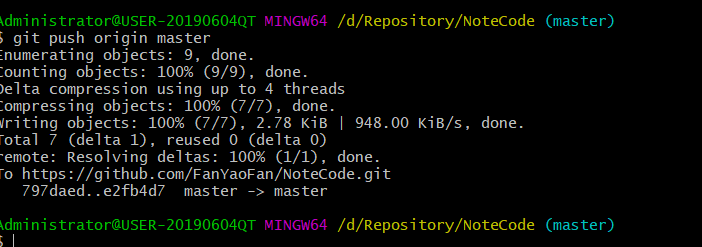 Administrator@USER-20190604QT MINGW64 /d/Repository/NoteCode (master)
$ git push origin master
Enumerating objects: 9, done.
Counting objects: 100% (9/9), done.
Delta compression using up to 4 threads
Compressing objects: 100% (7/7), done.
Writing objects: 100% (7/7), 2.78 KiB | 948.00 KiB/s, done.
Total 7 (delta 1), reused 0 (delta 0)
remote: Resolving deltas: 100% (1/1), done.
To https://github.com/FanYaoFan/NoteCode.git
   797daed..e2fb4d7  master -> master
Administrator@USER-20190604QT MINGW64 /d/Repository/NoteCode (master)
$